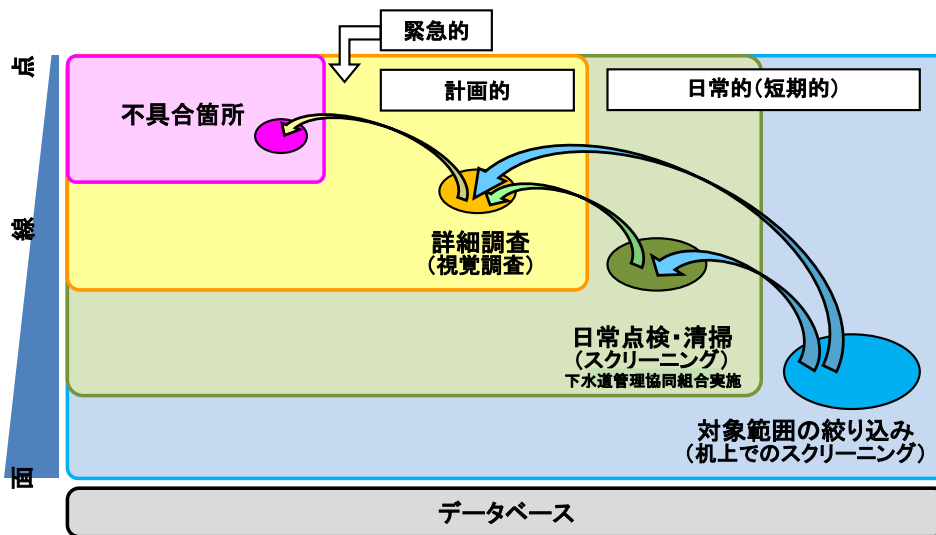 緊急的
点
計画的
日常的(短期的)
不具合箇所
線
詳細調査
(視覚調査)
日常点検・清掃
(スクリーニング)
下水道管理協同組合実施
対象範囲の絞り込み
(机上でのスクリーニング)
面
データベース